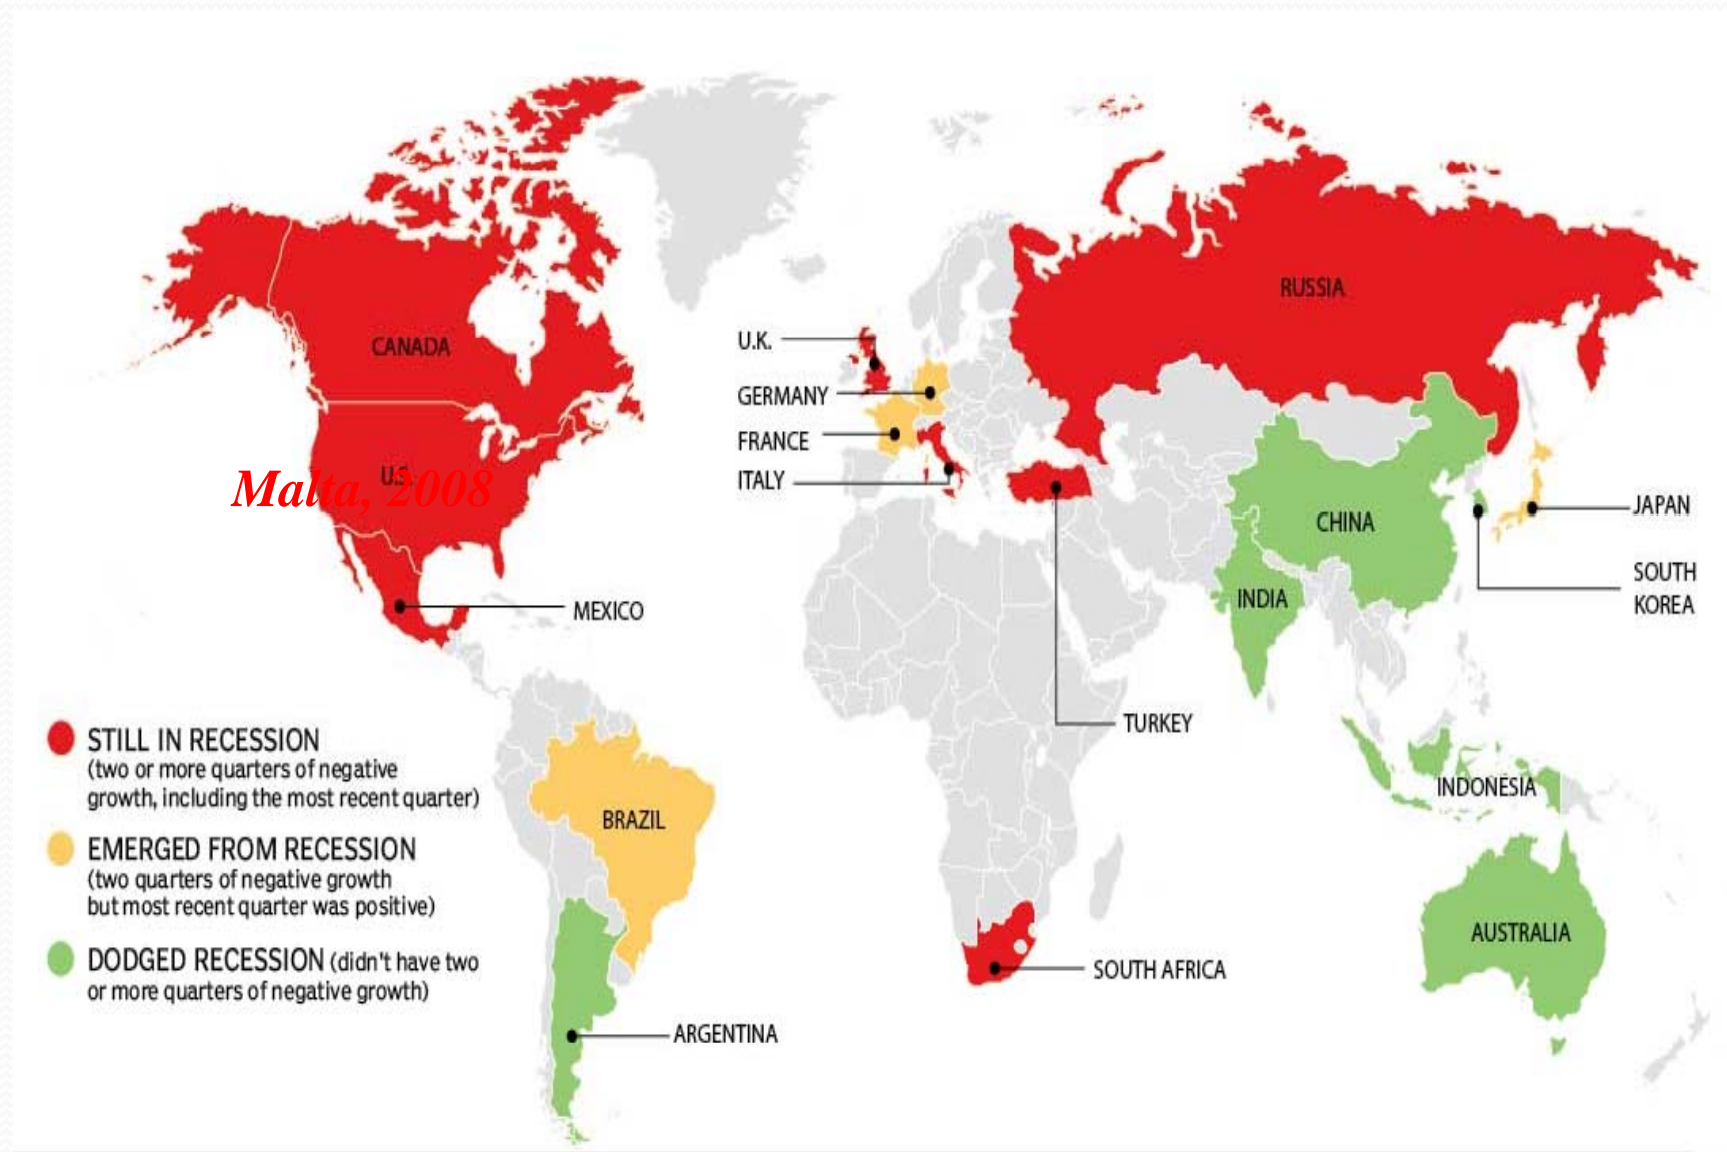 CANADA
RUSSIA
U.K.
GERMANY
FRANCE
ITALY
U.S.
Malta, 2008
JAPAN
CHINA
SOUTH
KOREA
INDIA
MEXICO
TURKEY
STILL IN RECESSION
(two or more quarters of negative
growth, including the most recent quarter)
INDONESIA
BRAZIL
EMERGED FROM RECESSION
(two quarters of negative growth
but most recent quarter was positive)
AUSTRALIA
DODGED RECESSION (didn't have two
or more quarters of negative growth)
SOUTH AFRICA
ARGENTINA